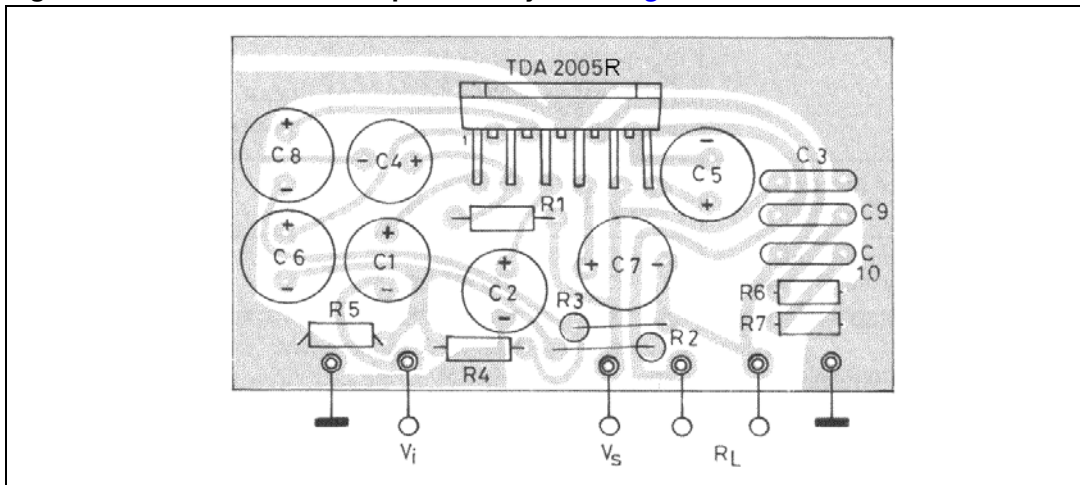 TDA 2005R
1
+
C8
-
- C4 +
-
C5
+
C3
C9
C
10
R1
+
C6
-
+
C1
-
+
C2
-
+ C7 -
R3
R2
R6
R7
R5
R4
Vi
Vs
RL